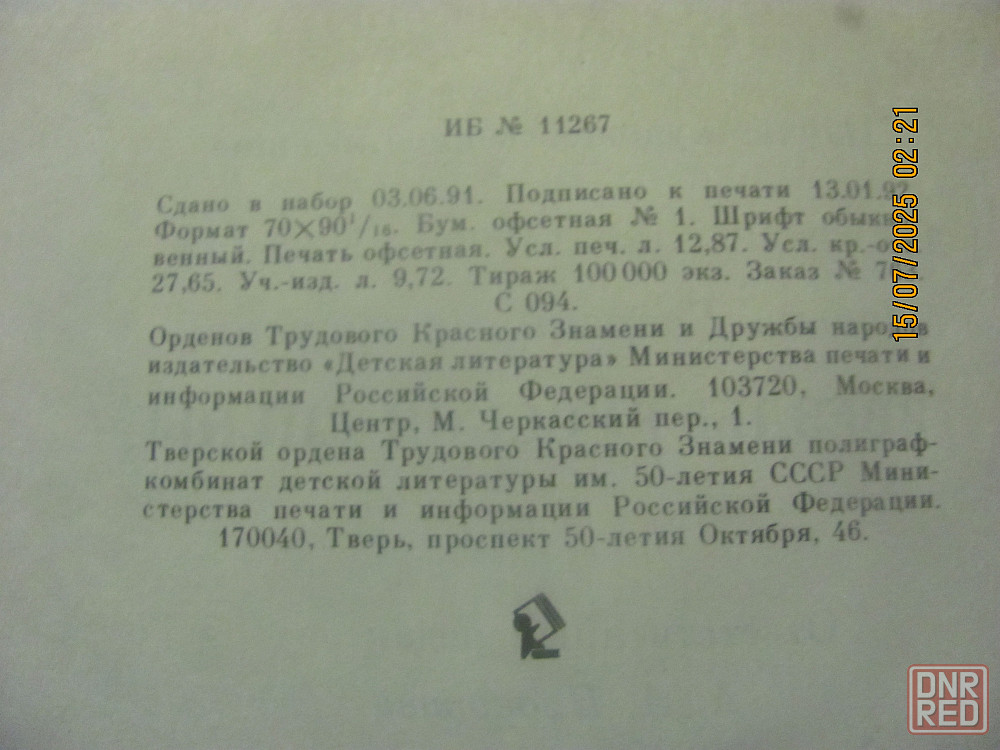 ИБ № 11267
Сдано в набор 03.06.91. Подписано к печати 13.01.92.
Формат 70×90¹/₁₆. Бум. офсетная № 1. Шрифт
венный. Печать офсетная. Усл. печ. л. 12,87. Усл.
27,65. Уч.-изд. л. 9,72. Тираж 100 000 экз. Заказ №
С 094.
Орденов Трудового Красного Знамени и Дружбы народов
издательство «Детская литература» Министерства печати и
информации Российской Федерации. 103720, Москва,
Центр, М. Черкасский пер., 1.
Тверской ордена Трудового Красного Знамени полиграф-
комбинат детской литературы им. 50-летия СССР Мини-
стерства печати и информации Российской Федерации.
170040, Тверь, проспект 50-летия Октября, 46.
15/07/2025 02:21
DNR
RED